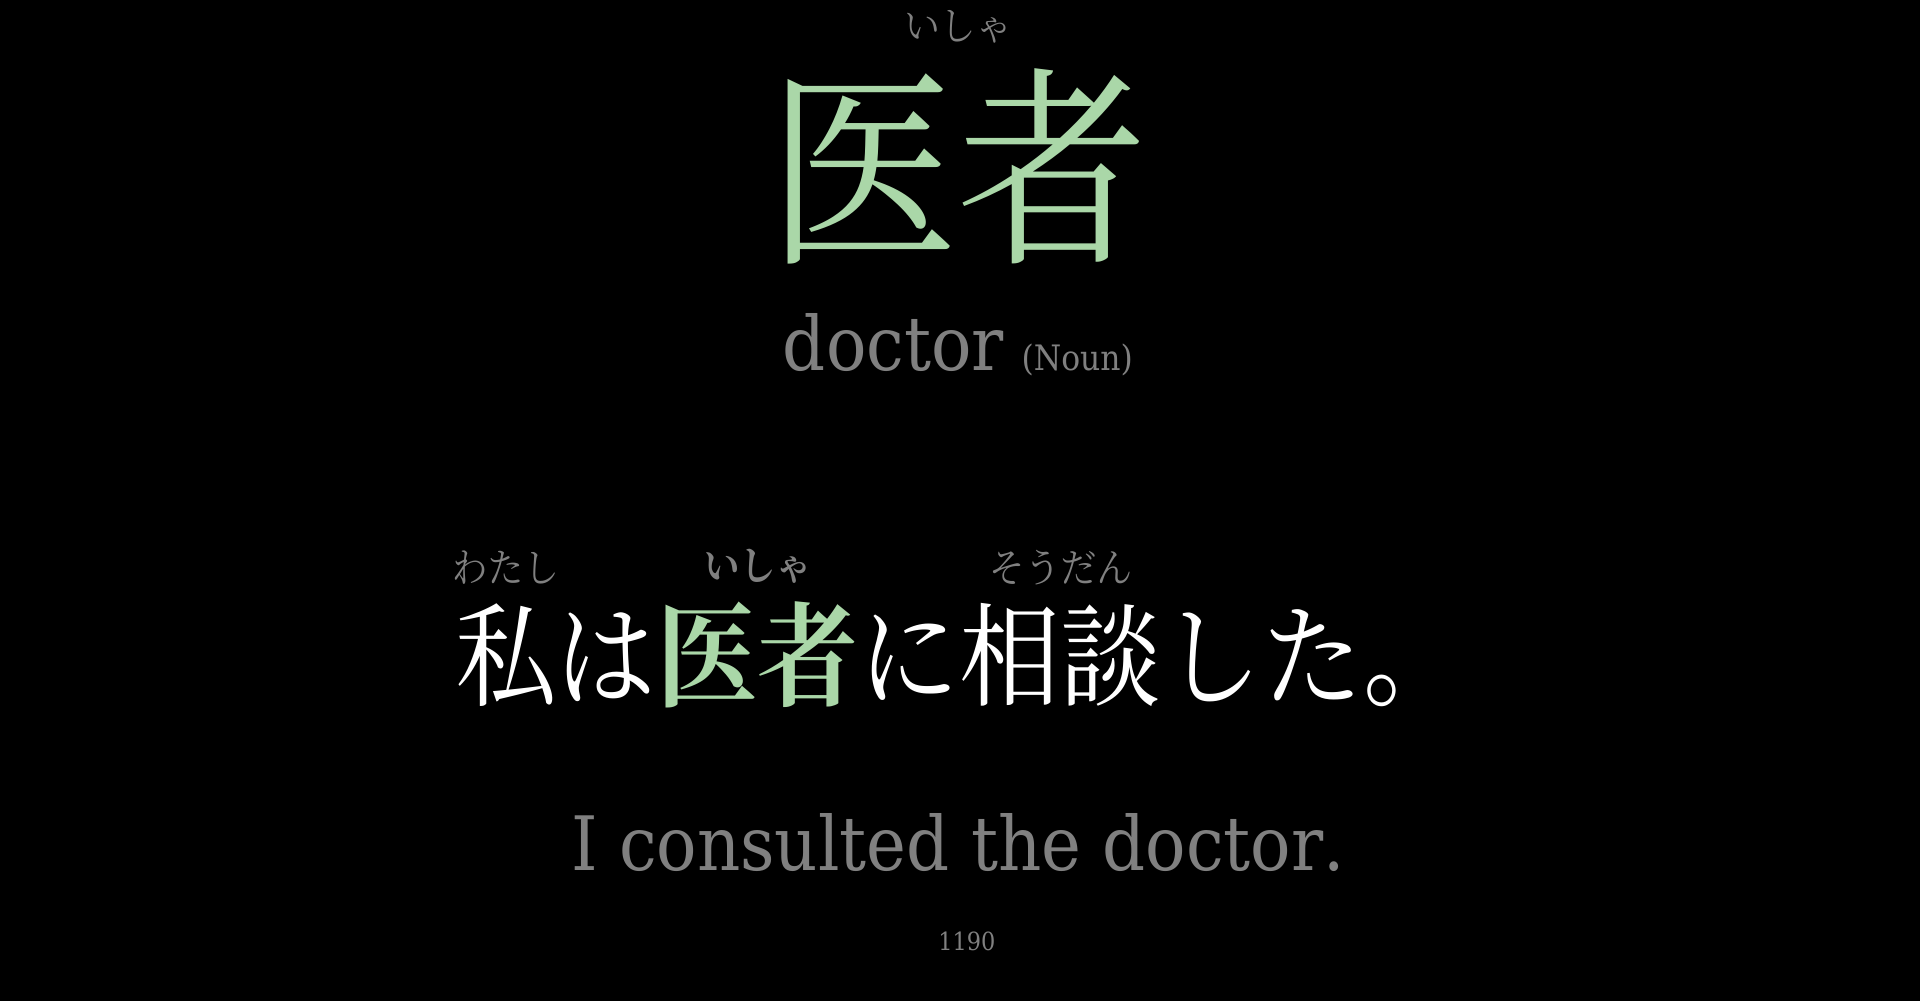 いしゃ
医者
doctor (Noun)
わたし いしゃ そうだん
私は医者に相談した。
I consulted the doctor.
1190